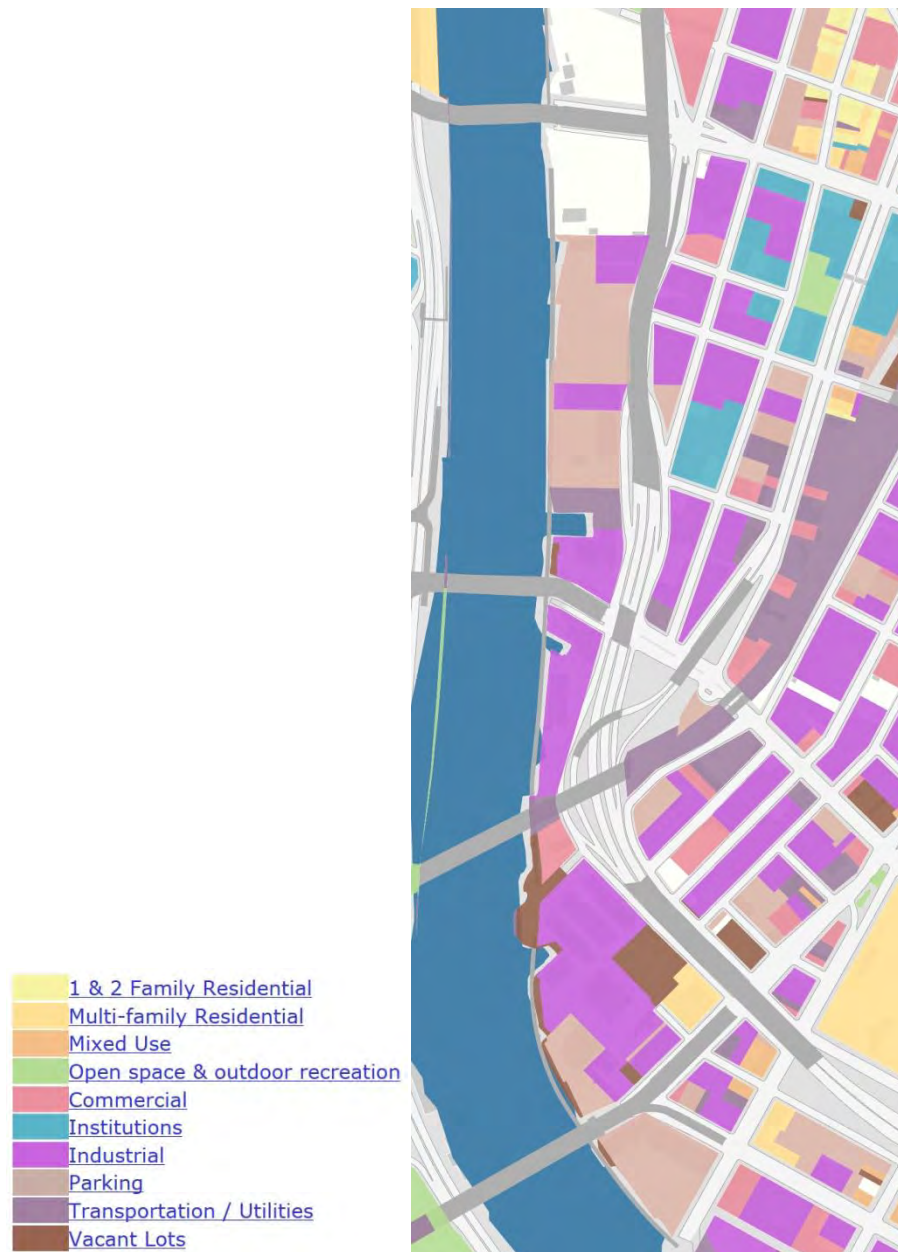 1 & 2 Family Residential
Multi-family Residential
Mixed Use
Open space & outdoor recreation
Commercial
Institutions
Industrial
Parking
Transportation / Utilities
Vacant Lots